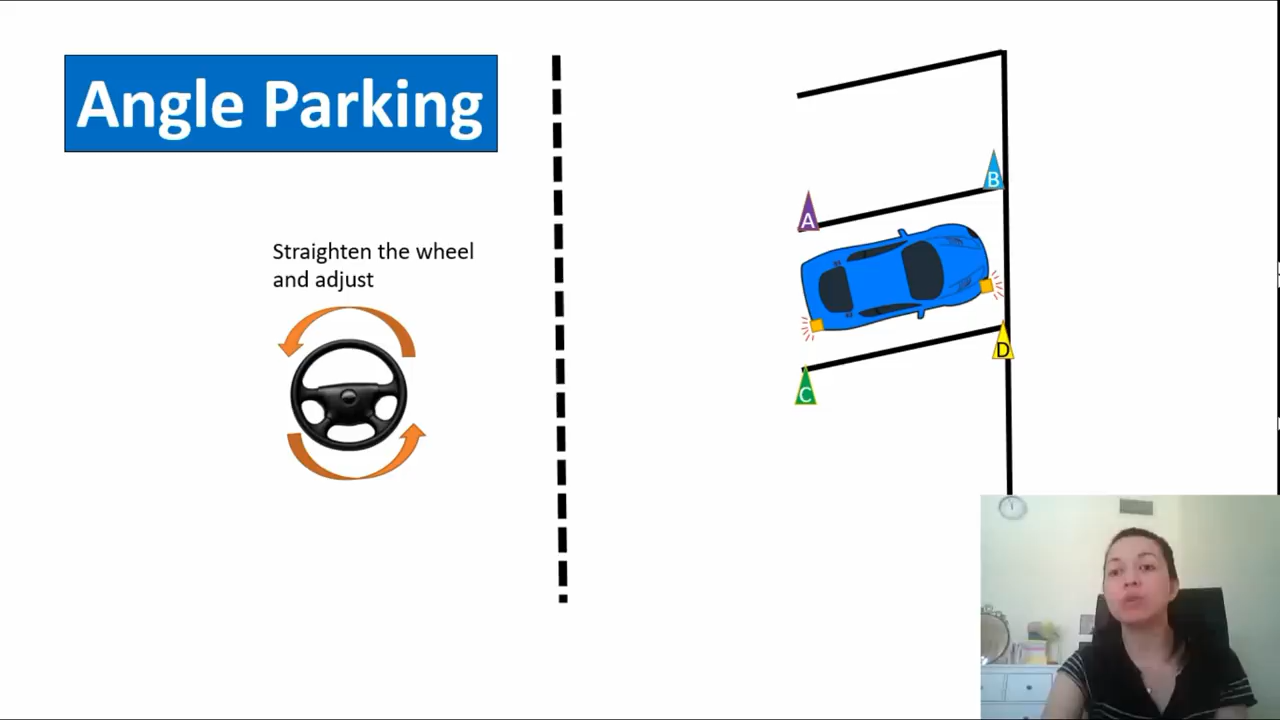 Angle Parking
Straighten the wheel
and adjust
A
B
C
D